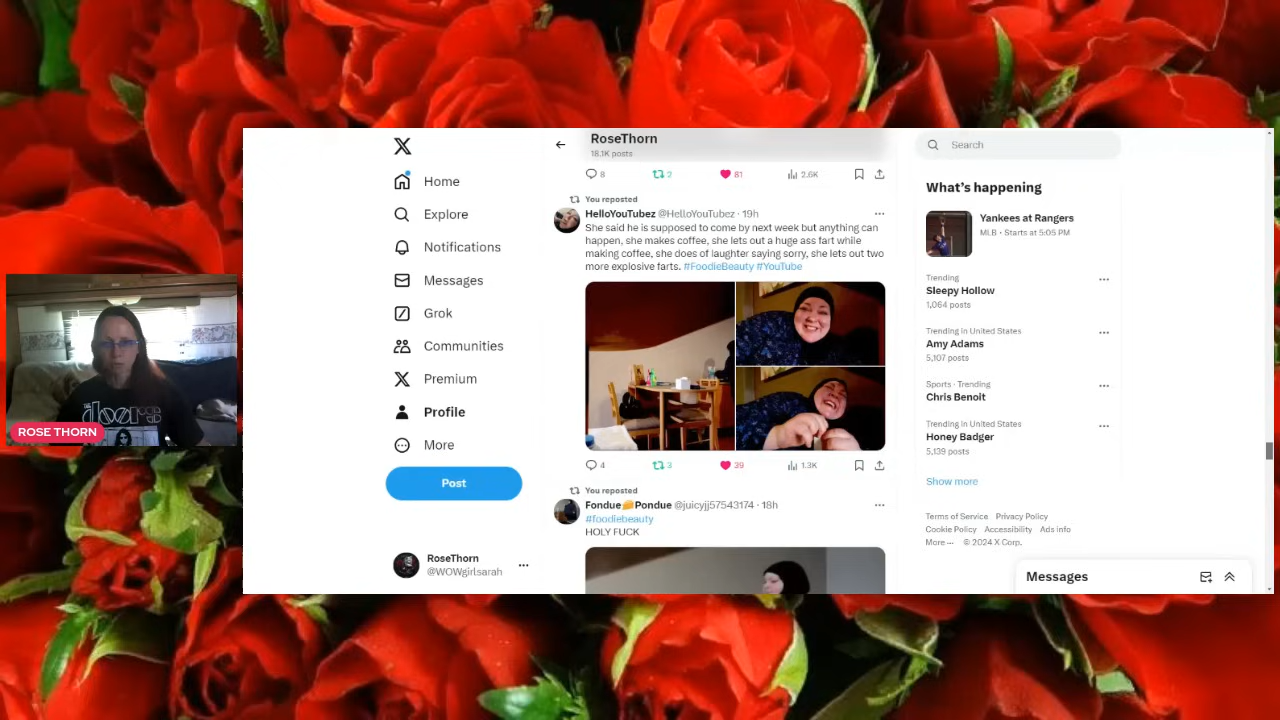 RoseThorn
18.1K posts
Search
8 2 81 2.6K
You reposted
HelloYouTubez @HelloYouTubez · 19h
She said he is supposed to come by next week but anything can
happen, she makes coffee, she lets out a huge ass fart while
making coffee, she does of laughter saying sorry, she lets out two
more explosive farts. #FoodieBeauty #YouTube
4 3 39 1.3K
You reposted
Fondue🧀Pondue @juicyjj57543174 · 18h
#foodiebeauty
HOLY FUCK
Home
Explore
Notifications
Messages
Grok
Communities
Premium
Profile
More
Post
RoseThorn
@WOWgirlsarah
What's happening
Yankees at Rangers
MLB · Starts at 5:05 PM
Trending
Sleepy Hollow
1,064 posts
Trending in United States
Amy Adams
5,107 posts
Sports · Trending
Chris Benoit
Trending in United States
Honey Badger
5,139 posts
Show more
Terms of Service Privacy Policy
Cookie Policy Accessibility Ads info
More ··· © 2024 X Corp.
Messages
the doors
ROSE THORN